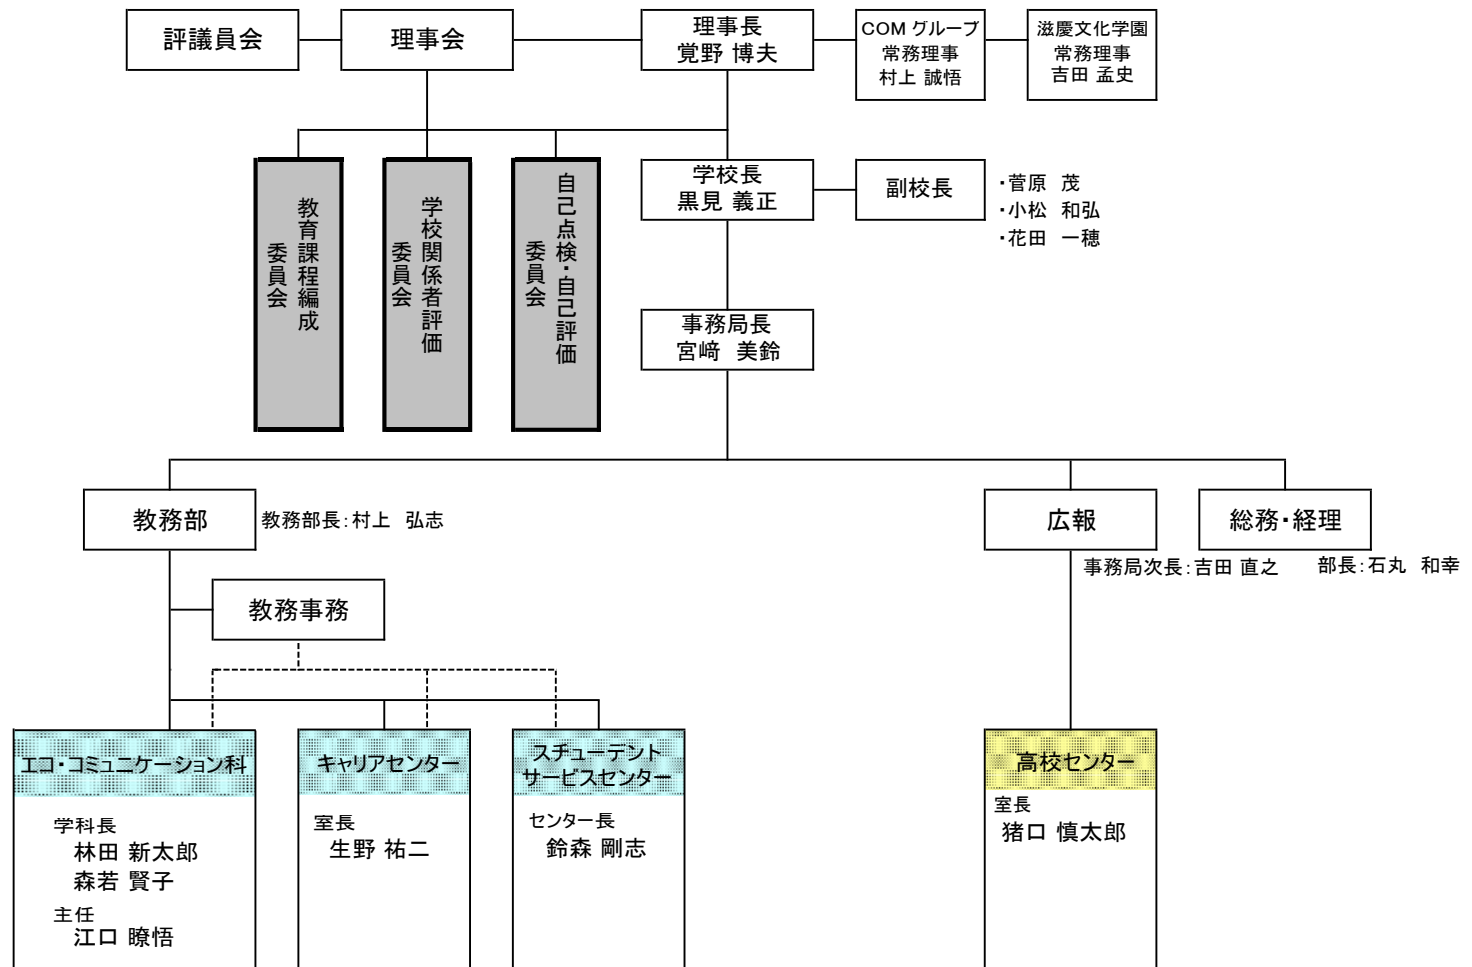 評議員会
理事会
理事長
覚野 博夫
COM グループ
常務理事
村上 誠悟
滋慶文化学園
常務理事
吉田 孟史
教育課程編成
委員会
学校関係者評価
委員会
自己点検・自己評価
委員会
学校長
黒見 義正
副校長
・菅原　茂
・小松　和弘
・花田　一穂
事務局長
宮﨑　美鈴
教務部
教務部長：村上　弘志
広報
事務局次長：吉田 直之
総務・経理
部長：石丸　和幸
教務事務
エコ・コミュニケーション科
学科長
林田 新太郎
森若 賢子
主任
江口 瞭悟
キャリアセンター
室長
生野 祐二
スチューデント
サービスセンター
センター長
鈴森 剛志
高校センター
室長
猪口 慎太郎